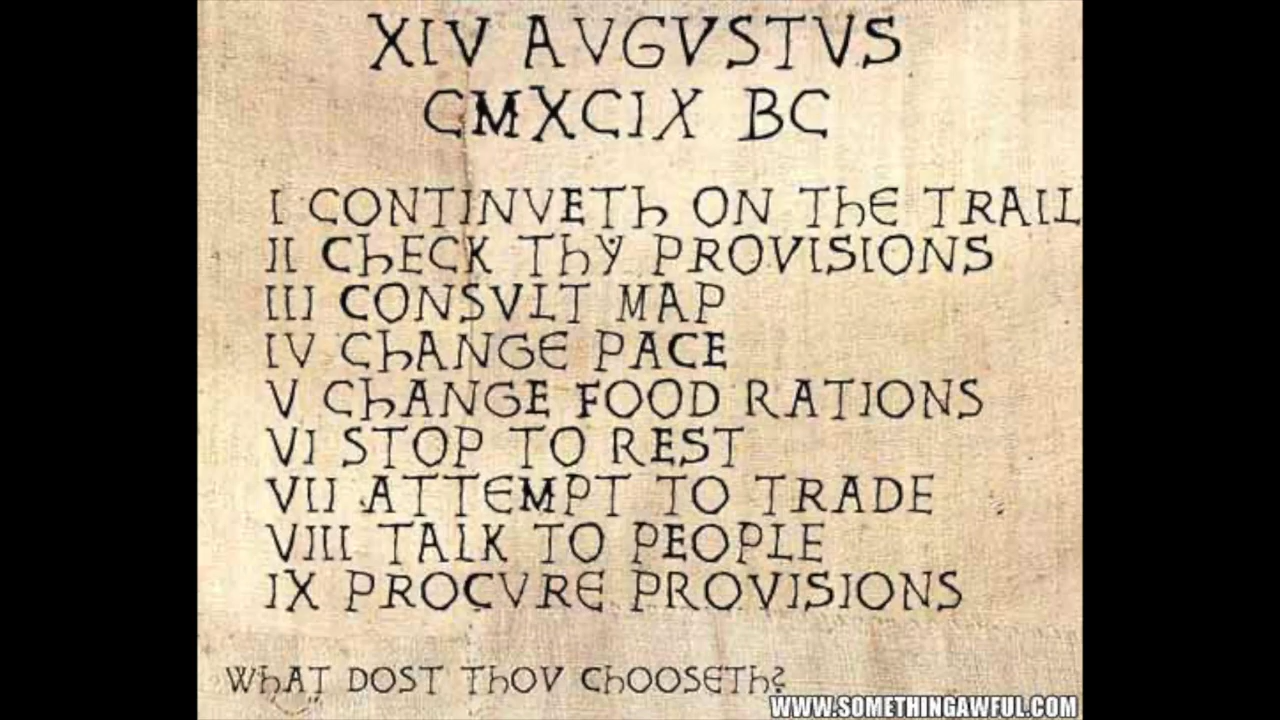 XIV AVGVSTVS
CMXCIX BC
I CONTINVETh ON ThE TRAIL
II ChECK ThY PROVISIONS
III CONSVLT MAP
IV ChANGE PACE
V ChANGE FOOD RATIONS
VI STOP TO REST
VII ATTEMPT TO TRADE
VIII TALK TO PEOPLE
IX PROCVRE PROVISIONS
WhAT DOST ThOV ChOOSETh?
WWW.SOMETHINGAWFUL.COM